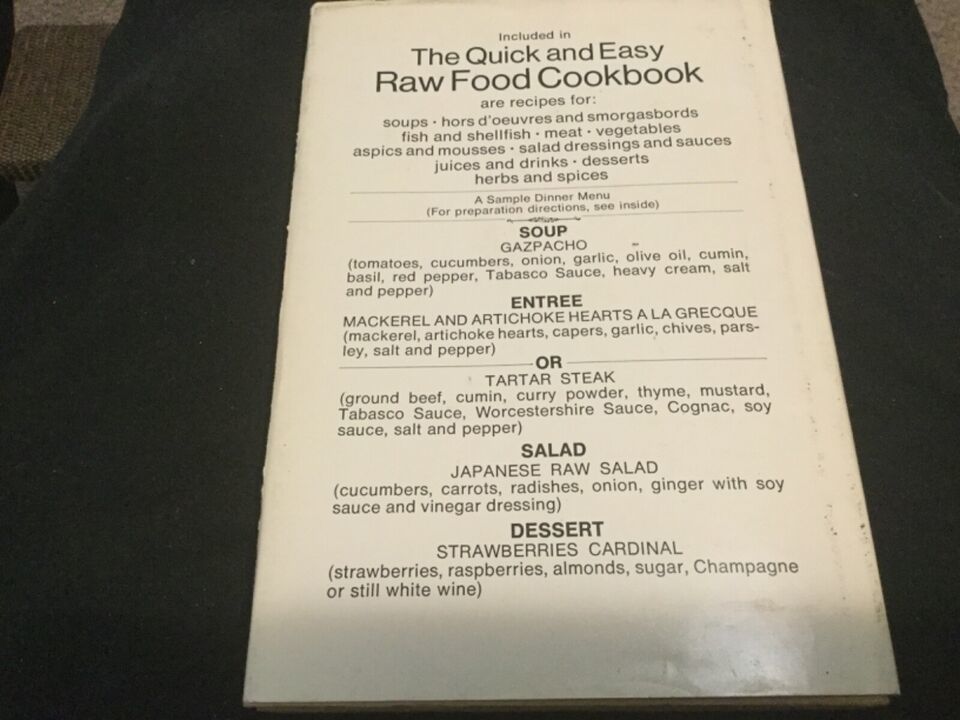 Included in
The Quick and Easy
Raw Food Cookbook
are recipes for:
soups · hors d'oeuvres and smorgasbords
fish and shellfish · meat · vegetables
aspics and mousses · salad dressings and sauces
juices and drinks · desserts
herbs and spices
A Sample Dinner Menu
(For preparation directions, see inside)
SOUP
GAZPACHO
(tomatoes, cucumbers, onion, garlic, olive oil, cumin,
basil, red pepper, Tabasco Sauce, heavy cream, salt
and pepper)
ENTREE
MACKEREL AND ARTICHOKE HEARTS A LA GRECQUE
(mackerel, artichoke hearts, capers, garlic, chives, pars-
ley, salt and pepper)
OR
TARTAR STEAK
(ground beef, cumin, curry powder, thyme, mustard,
Tabasco Sauce, Worcestershire Sauce, Cognac, soy
sauce, salt and pepper)
SALAD
JAPANESE RAW SALAD
(cucumbers, carrots, radishes, onion, ginger with soy
sauce and vinegar dressing)
DESSERT
STRAWBERRIES CARDINAL
(strawberries, raspberries, almonds, sugar, Champagne
or still white wine)